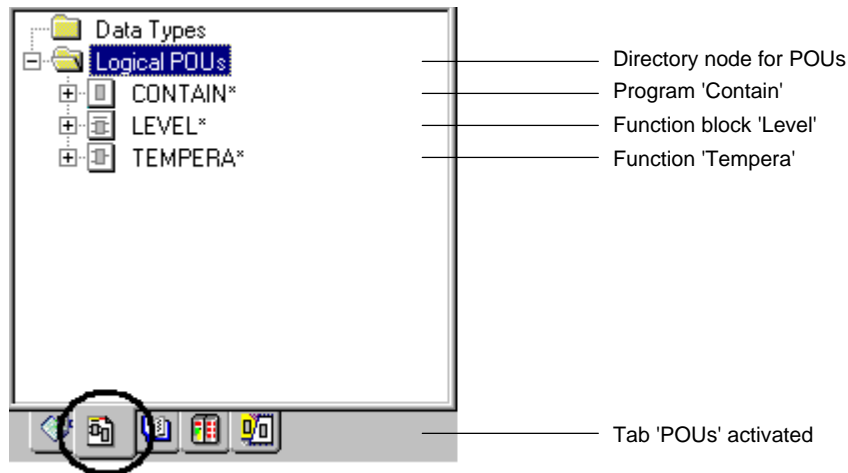 Data Types
Logical POUs
Directory node for POUs
CONTAIN*
Program 'Contain'
LEVEL*
Function block 'Level'
TEMPERA*
Function 'Tempera'
Tab 'POUs' activated